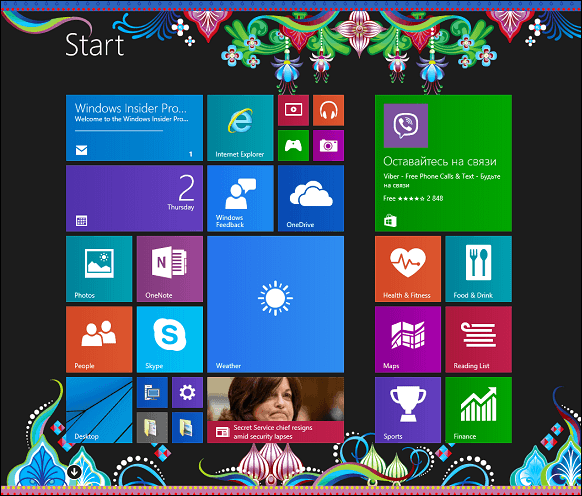 Start
Windows Insider Pro...
Welcome to the Windows Insider Pro...
1
Internet Explorer
Оставайтесь на связи
Viber - Free Phone Calls & Text - Будьте
на связи
Free ★★★★★ 2 848
2
Thursday
Windows
Feedback
OneDrive
Photos
OneNote
Weather
Health & Fitness
Food & Drink
People
Skype
Maps
Reading List
Desktop
Secret Service chief resigns
amid security lapses
Sports
Finance